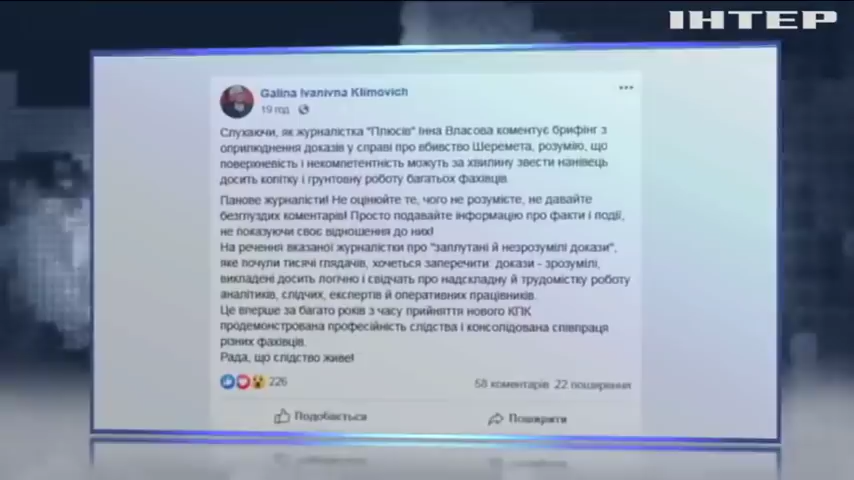 ІНТЕР
Galina Ivanivna Klimovich
19 год
Слухаючи, як журналістка "Плюсів" Інна Власова коментує брифінг з
оприлюднення доказів у справі про вбивство Шеремета, розумію, що
поверхневість і некомпетентність можуть за хвилину звести нанівець
досить копітку і грунтовну роботу багатьох фахівців.
Панове журналісти! Не оцінюйте те, чого не розумієте, не давайте
безглуздих коментарів! Просто подавайте інформацію про факти і події,
не показуючи своє відношення до них!
На речення вказаної журналістки про "заплутані й незрозумілі докази",
яке почули тисячі глядачів, хочеться заперечити: докази - зрозумілі,
викладені досить логічно і свідчать про надскладну й трудомістку роботу
аналітиків, слідчих, експертів й оперативних працівників.
Це вперше за багато років з часу прийняття нового КПК
продемонстрована професійність слідства і консолідована співпраця
різних фахівців.
Рада, що слідство живе!
226
58 коментарів 22 поширення
Подобається
Поширити